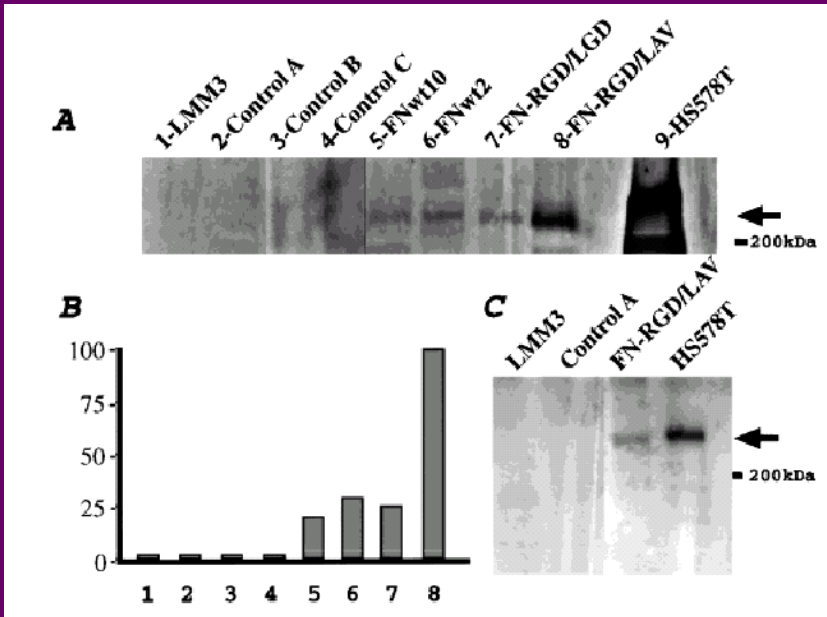 A
1-LMM3
2-Control A
3-Control B
4-Control C
5-FNwt10
6-FNwt2
7-FN-RGD/LGD
8-FN-RGD/LAV
9-HS578T
200kDa
B
100
75
50
25
0
1 2 3 4 5 6 7 8
C
LMM3
Control A
FN-RGD/LAV
HS578T
200kDa